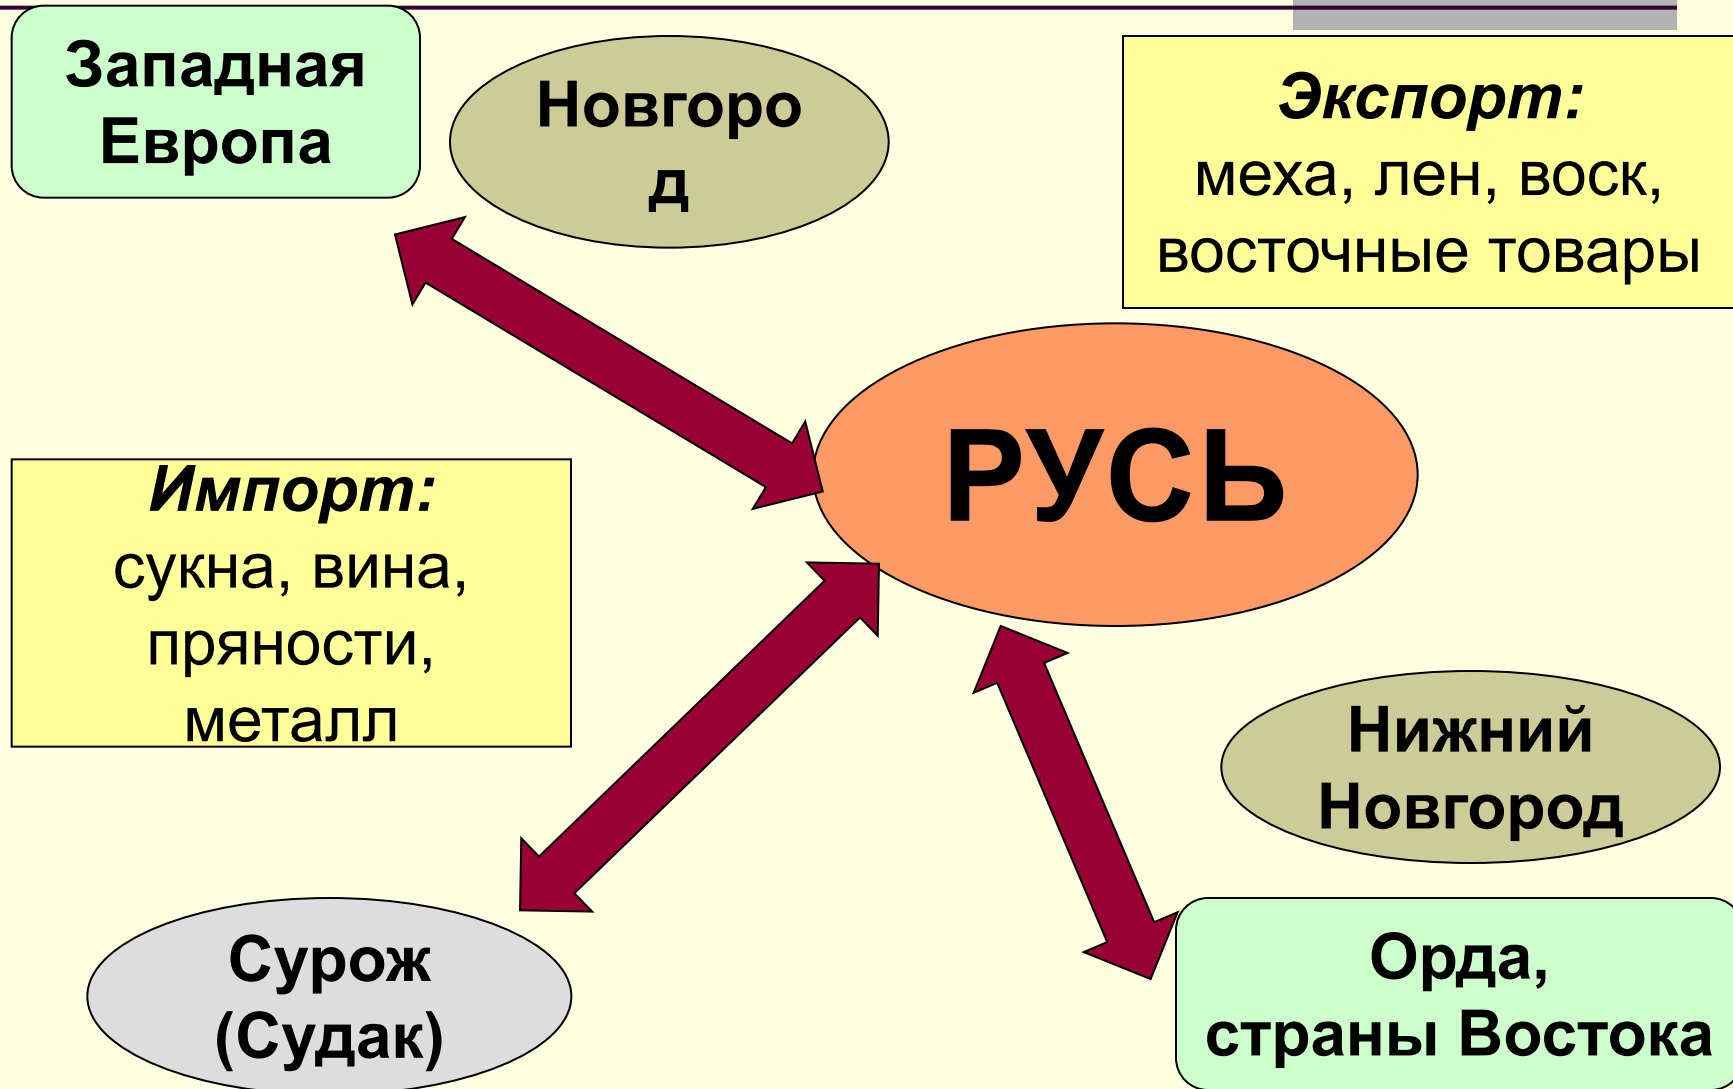 Западная
Европа
Новгоро
д
Экспорт:
меха, лен, воск,
восточные товары
РУСЬ
Импорт:
сукна, вина,
пряности,
металл
Нижний
Новгород
Сурож
(Судак)
Орда,
страны Востока